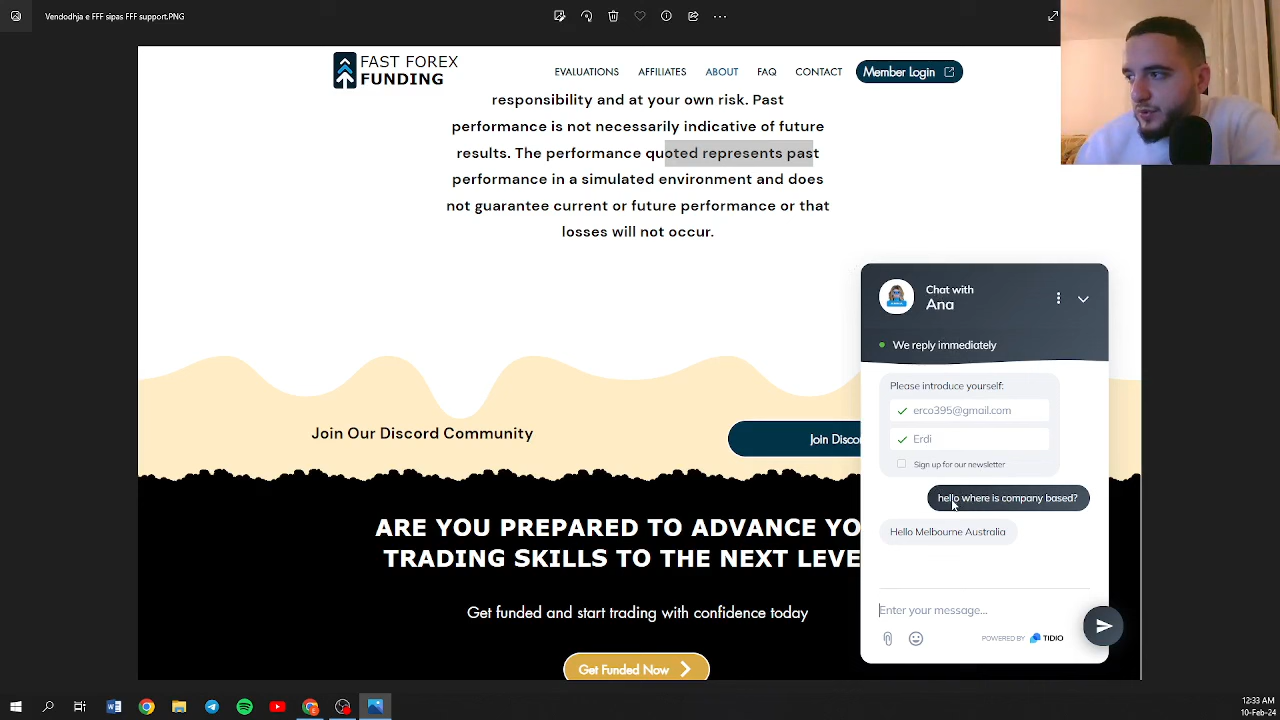 Vendodhja e FFF sipas FFF support.PNG
FAST FOREX
FUNDING
EVALUATIONS
AFFILIATES
ABOUT
FAQ
CONTACT
Member Login
responsibility and at your own risk. Past
performance is not necessarily indicative of future
results. The performance quoted represents past
performance in a simulated environment and does
not guarantee current or future performance or that
losses will not occur.
Chat with
Ana
We reply immediately
Please introduce yourself:
erco395@gmail.com
Erdi
Sign up for our newsletter
hello where is company based?
Hello Melbourne Australia
Enter your message...
POWERED BY TIDIO
Join Our Discord Community
Join Disco
ARE YOU PREPARED TO ADVANCE YO
TRADING SKILLS TO THE NEXT LEVE
Get funded and start trading with confidence today
Get Funded Now
12:33 AM
10-Feb-24